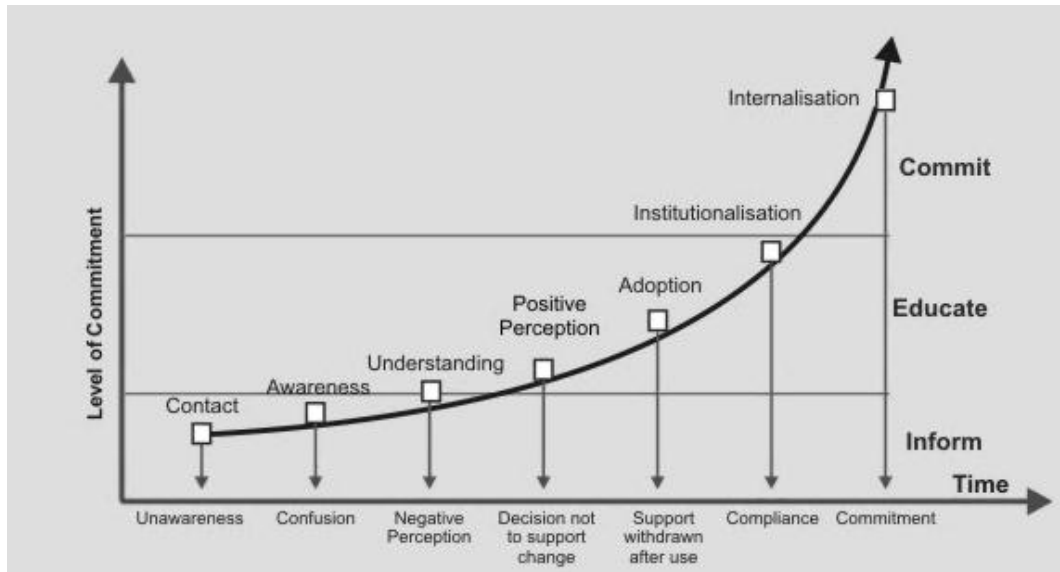 Internalisation
Commit
Institutionalisation
Adoption
Educate
Positive
Perception
Understanding
Awareness
Contact
Inform
Level of Commitment
Time
Unawareness
Confusion
Negative
Perception
Decision not
to support
change
Support
withdrawn
after use
Compliance
Commitment